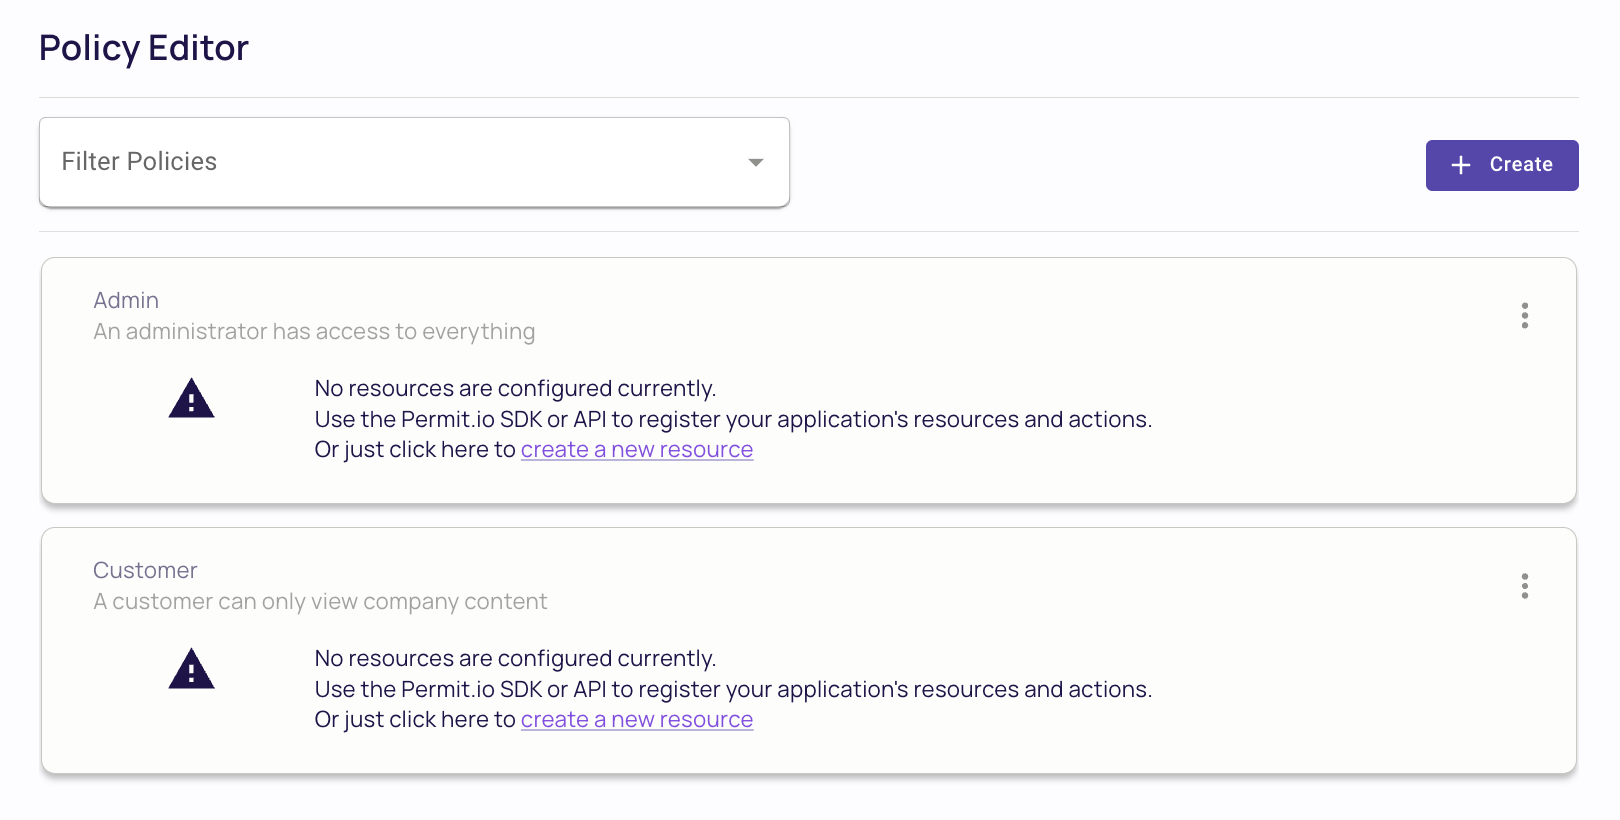 Policy Editor
Filter Policies
Create
Admin
An administrator has access to everything
No resources are configured currently.
Use the Permit.io SDK or API to register your application's resources and actions.
Or just click here to create a new resource
Customer
A customer can only view company content
No resources are configured currently.
Use the Permit.io SDK or API to register your application's resources and actions.
Or just click here to create a new resource